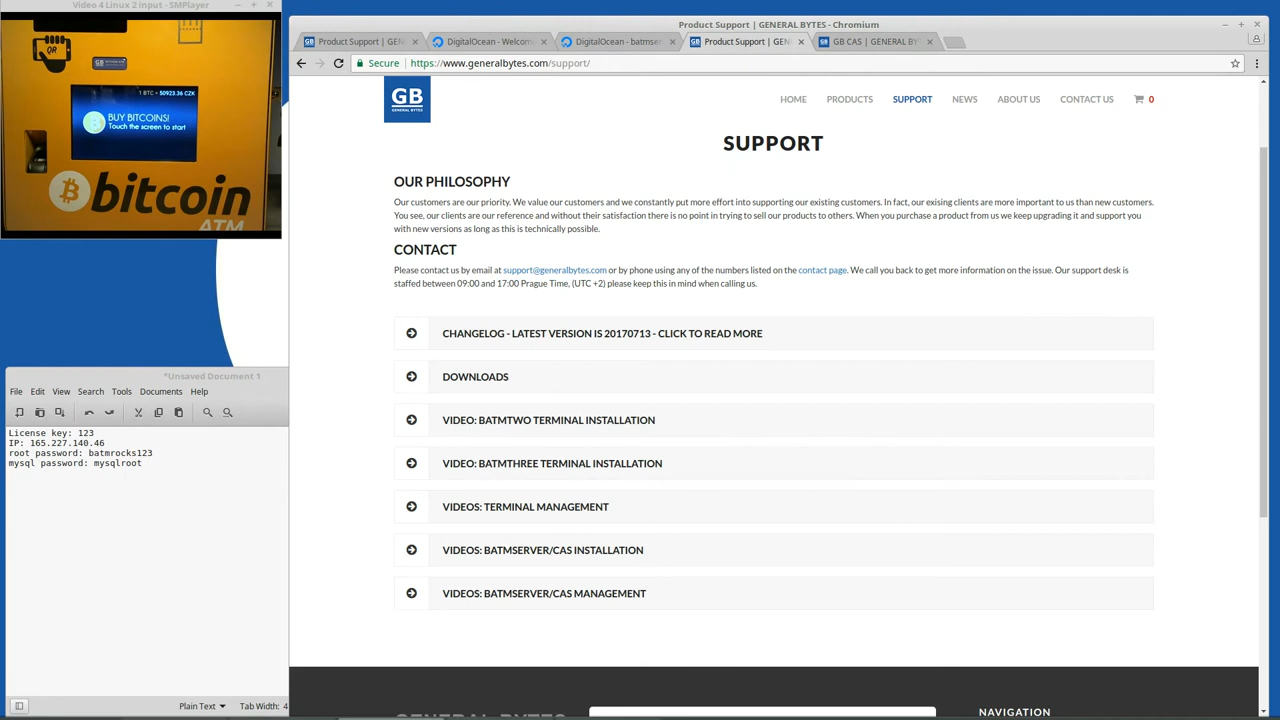 Video 4 Linux 2 input - SMPlayer
QR
1 BTC = 50923.36 CZK
BUY BITCOINS!
Touch the screen to start
bitcoin
ATM
*Unsaved Document 1
File Edit View Search Tools Documents Help
License key: 123
IP: 165.227.140.46
root password: batmrocks123
mysql password: mysqlroot
Plain Text
Tab Width: 4
Product Support | GENERAL BYTES - Chromium
Product Support | GEN
DigitalOcean - Welcom
DigitalOcean - batmser
Product Support | GEN
GB CAS | GENERAL BY
Secure
https://www.generalbytes.com/support/
GB
GENERAL BYTES
HOME PRODUCTS SUPPORT NEWS ABOUT US CONTACT US 0
SUPPORT
OUR PHILOSOPHY
Our customers are our priority. We value our customers and we constantly put more effort into supporting our existing customers. In fact, our exising clients are more important to us than new customers.
You see, our clients are our reference and without their satisfaction there is no point in trying to sell our products to others. When you purchase a product from us we keep upgrading it and support you
with new versions as long as this is technically possible.
CONTACT
Please contact us by email at support@generalbytes.com or by phone using any of the numbers listed on the contact page. We call you back to get more information on the issue. Our support desk is
staffed between 09:00 and 17:00 Prague Time, (UTC +2) please keep this in mind when calling us.
CHANGELOG - LATEST VERSION IS 20170713 - CLICK TO READ MORE
DOWNLOADS
VIDEO: BATMTWO TERMINAL INSTALLATION
VIDEO: BATMTHREE TERMINAL INSTALLATION
VIDEOS: TERMINAL MANAGEMENT
VIDEOS: BATMSERVER/CAS INSTALLATION
VIDEOS: BATMSERVER/CAS MANAGEMENT
GENERAL BYTES
NAVIGATION